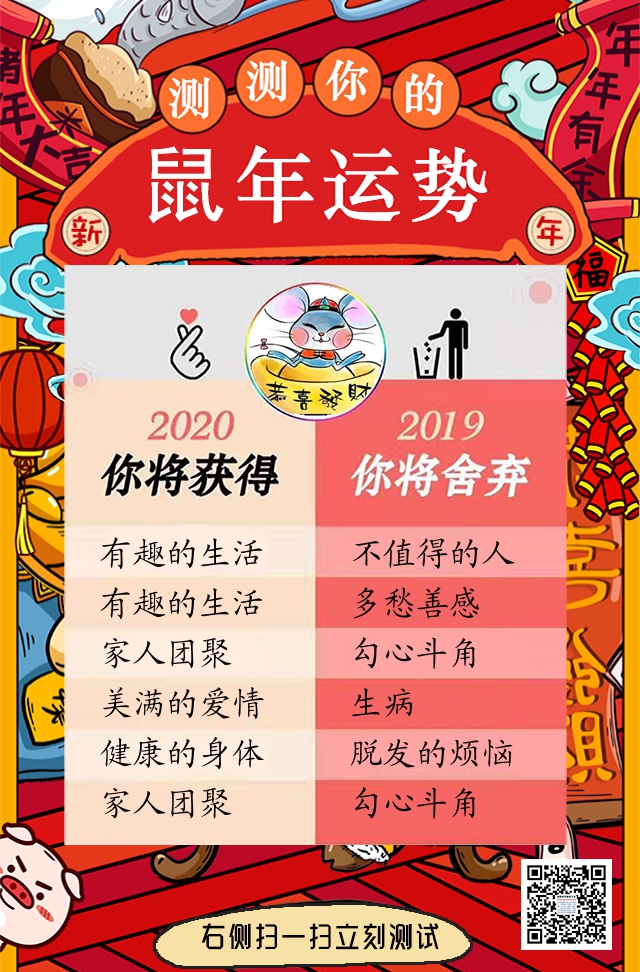 猪年大吉
年年有余
测测你的
鼠年运势
新
年
福
恭喜發財
2020
你将获得
2019
你将舍弃
有趣的生活
不值得的人
有趣的生活
多愁善感
家人团聚
勾心斗角
美满的爱情
生病
健康的身体
脱发的烦恼
家人团聚
勾心斗角
喜
右侧扫一扫立刻测试